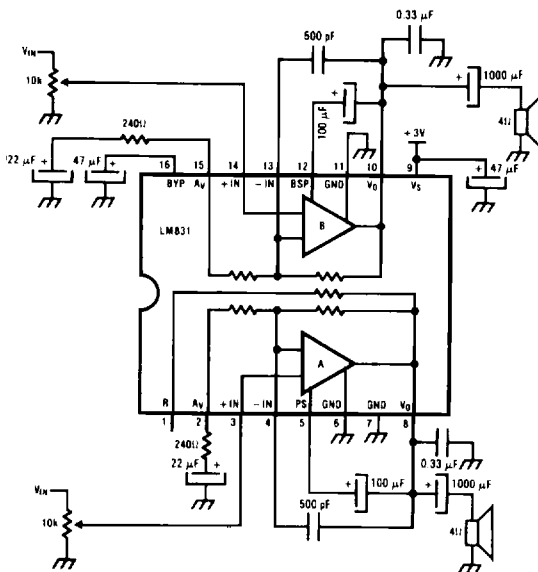 0.33 µF
500 pF
VIN
10k
+
1000 µF
+
100 µF
4Ω
240Ω
+ 3V
22 µF
+
47 µF
+
+
47 µF
16
15
14
13
12
11
10
9
BYP
AV
+ IN
− IN
BSP
GND
VO
VS
LM831
B
A
R
AV
+ IN
− IN
PS
GND
GND
VO
1
2
3
4
5
6
7
8
240Ω
22 µF
+
0.33 µF
VIN
10k
+
100 µF
+
1000 µF
500 pF
4Ω